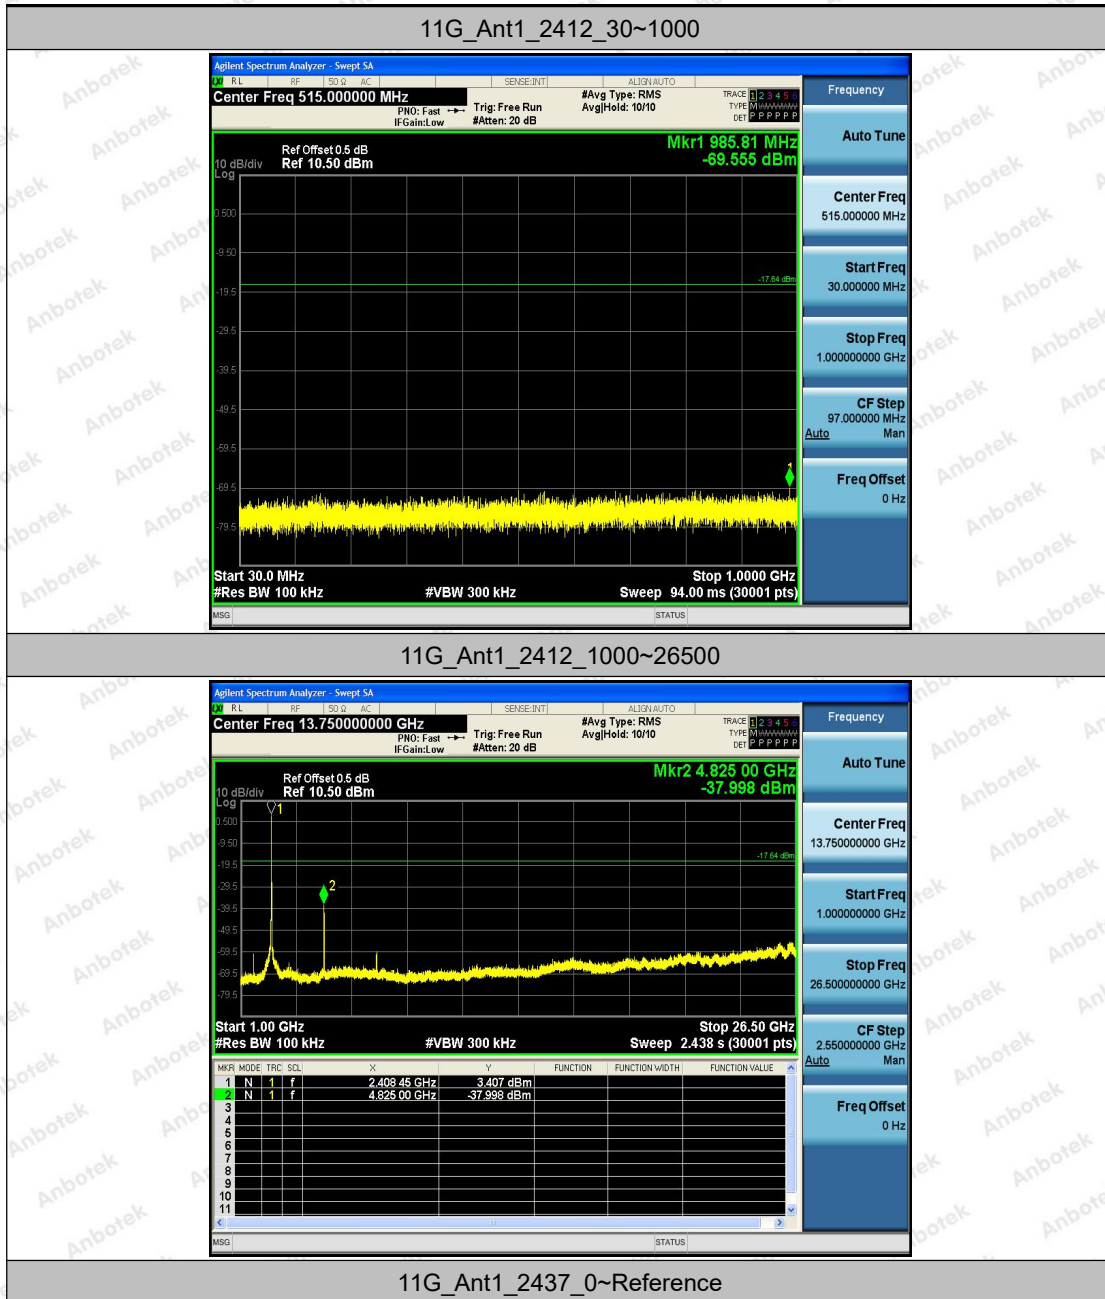 11G_Ant1_2412_30~1000
Agilent Spectrum Analyzer - Swept SA
RL RF 50 Ω AC SENSE:INT ALIGN AUTO
Center Freq 515.000000 MHz
PNO: Fast
IFGain:Low
Trig: Free Run
#Atten: 20 dB
#Avg Type: RMS
Avg|Hold: 10/10
TRACE 1 2 3 4 5 6
TYPE M
DET P P P P P P
Ref Offset 0.5 dB
10 dB/div Ref 10.50 dBm
Log
Mkr1 985.81 MHz
-69.555 dBm
0.500
-9.50
-17.64 dBm
-19.5
-29.5
-39.5
-49.5
-59.5
1
-69.5
-79.5
Start 30.0 MHz Stop 1.0000 GHz
#Res BW 100 kHz #VBW 300 kHz Sweep 94.00 ms (30001 pts)
MSG STATUS
Frequency
Auto Tune
Center Freq
515.000000 MHz
Start Freq
30.000000 MHz
Stop Freq
1.000000000 GHz
CF Step
97.000000 MHz
Auto Man
Freq Offset
0 Hz
11G_Ant1_2412_1000~26500
Agilent Spectrum Analyzer - Swept SA
RL RF 50 Ω AC SENSE:INT ALIGN AUTO
Center Freq 13.750000000 GHz
PNO: Fast
IFGain:Low
Trig: Free Run
#Atten: 20 dB
#Avg Type: RMS
Avg|Hold: 10/10
TRACE 1 2 3 4 5 6
TYPE M
DET P P P P P P
Ref Offset 0.5 dB
10 dB/div Ref 10.50 dBm
Log
Mkr2 4.825 00 GHz
-37.998 dBm
1
0.500
-9.50
-17.64 dBm
-19.5
-29.5
2
-39.5
-49.5
-59.5
-69.5
-79.5
Start 1.00 GHz Stop 26.50 GHz
#Res BW 100 kHz #VBW 300 kHz Sweep 2.438 s (30001 pts)
MKR MODE TRC SCL X Y FUNCTION FUNCTION WIDTH FUNCTION VALUE
1 N 1 f 2.408 45 GHz 3.407 dBm
2 N 1 f 4.825 00 GHz -37.998 dBm
3
4
5
6
7
8
9
10
11
MSG STATUS
Frequency
Auto Tune
Center Freq
13.750000000 GHz
Start Freq
1.000000000 GHz
Stop Freq
26.500000000 GHz
CF Step
2.550000000 GHz
Auto Man
Freq Offset
0 Hz
11G_Ant1_2437_0~Reference